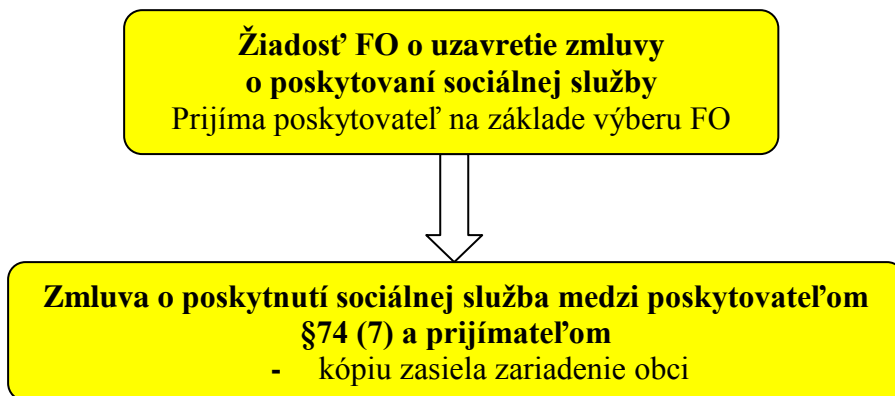 Žiadosť FO o uzavretie zmluvy
o poskytovaní sociálnej služby
Prijíma poskytovateľ na základe výberu FO
Zmluva o poskytnutí sociálnej služba medzi poskytovateľom
§74 (7) a prijímateľom
- kópiu zasiela zariadenie obci